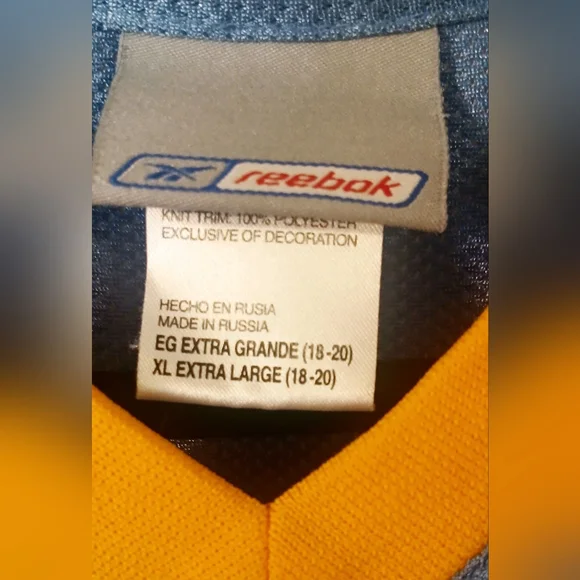 Reebok
KNIT TRIM: 100% POLYESTER
EXCLUSIVE OF DECORATION
HECHO EN RUSIA
MADE IN RUSSIA
EG EXTRA GRANDE (18-20)
XL EXTRA LARGE (18-20)